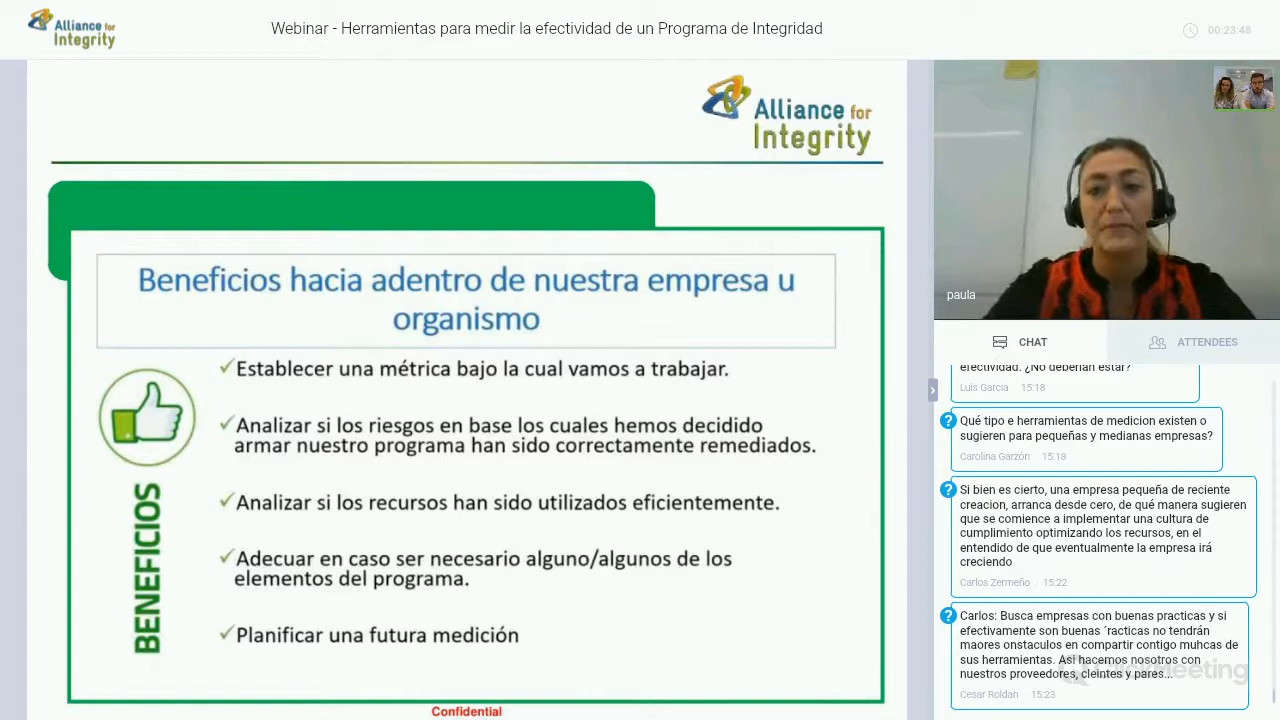 Alliance for
Integrity
Webinar - Herramientas para medir la efectividad de un Programa de Integridad
00:23:48
Alliance for
Integrity
Beneficios hacia adentro de nuestra empresa u
organismo
BENEFICIOS
Establecer una métrica bajo la cual vamos a trabajar.
Analizar si los riesgos en base los cuales hemos decidido
armar nuestro programa han sido correctamente remediados.
Analizar si los recursos han sido utilizados eficientemente.
Adecuar en caso ser necesario alguno/algunos de los
elementos del programa.
Planificar una futura medición
Confidential
paula
CHAT
ATTENDEES
efectividad. ¿No deberían estar?
Luis Garcia 15:18
Qué tipo e herramientas de medicion existen o
sugieren para pequeñas y medianas empresas?
Carolina Garzón 15:18
Si bien es cierto, una empresa pequeña de reciente
creacion, arranca desde cero, de qué manera sugieren
que se comience a implementar una cultura de
cumplimiento optimizando los recursos, en el
entendido de que eventualmente la empresa irá
creciendo
Carlos Zermeño 15:22
Carlos: Busca empresas con buenas practicas y si
efectivamente son buenas ´racticas no tendrán
maores onstaculos en compartir contigo muhcas de
sus herramientas. Asi hacemos nosotros con
nuestros proveedores, cleintes y pares...
Cesar Roldan 15:23
ClickMeeting